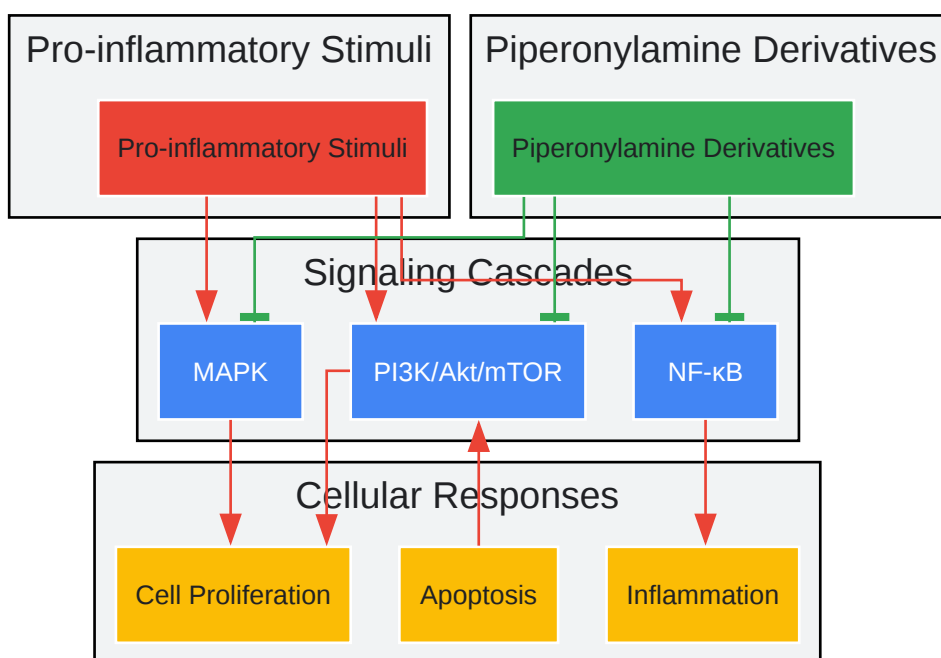 Pro-inflammatory Stimuli
Piperonylamine Derivatives
Pro-inflammatory Stimuli
Piperonylamine Derivatives
Signaling Cascades
MAPK
PI3K/Akt/mTOR
NF-κB
Cellular Responses
Cell Proliferation
Apoptosis
Inflammation